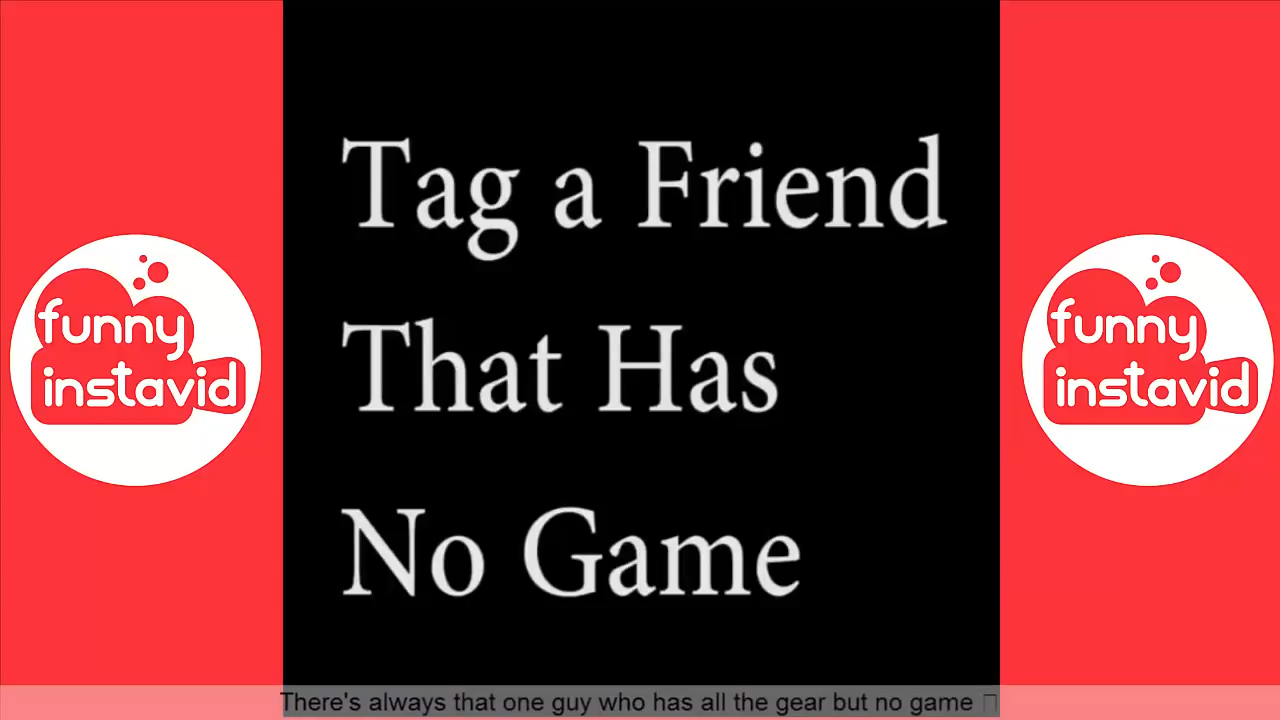 Tag a Friend
That Has
No Game
funny
instavid
funny
instavid
There's always that one guy who has all the gear but no game